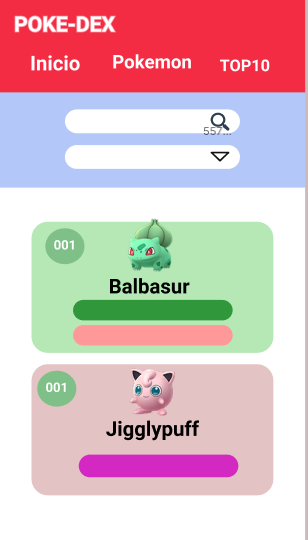 POKE-DEX
Inicio Pokemon TOP10
557...
001
Balbasur
001
Jigglypuff